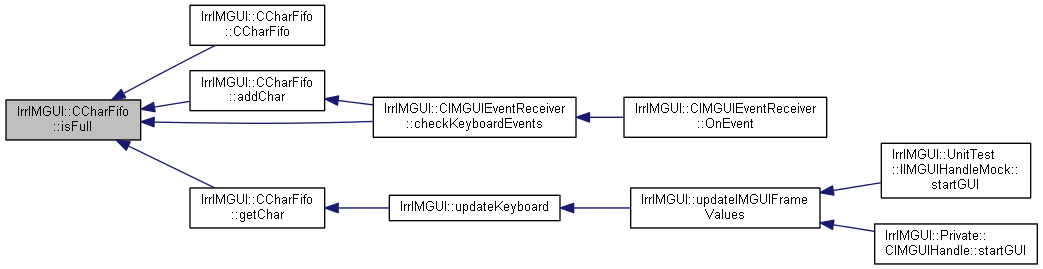 IrrIMGUI::CCharFifo
::isFull
IrrIMGUI::CCharFifo
::CCharFifo
IrrIMGUI::CCharFifo
::addChar
IrrIMGUI::CCharFifo
::getChar
IrrIMGUI::CIMGUIEventReceiver
::checkKeyboardEvents
IrrIMGUI::updateKeyboard
IrrIMGUI::CIMGUIEventReceiver
::OnEvent
IrrIMGUI::updateIMGUIFrame
Values
IrrIMGUI::UnitTest
::IIMGUIHandleMock::
startGUI
IrrIMGUI::Private::
CIMGUIHandle::startGUI